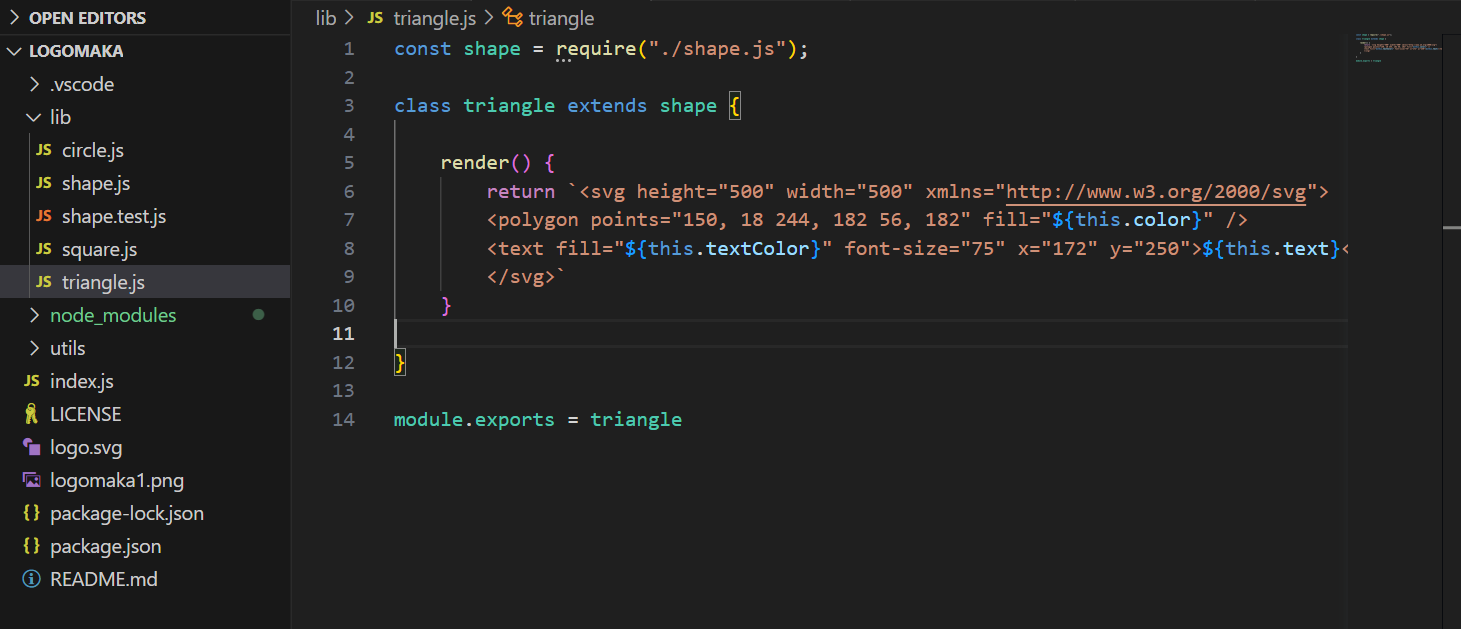 OPEN EDITORS
LOGOMAKA
.vscode
lib
JS circle.js
JS shape.js
JS shape.test.js
JS square.js
JS triangle.js
node_modules
utils
JS index.js
LICENSE
logo.svg
logomaka1.png
{} package-lock.json
{} package.json
README.md
lib > JS triangle.js > triangle
1 const shape = require("./shape.js");
2
3 class triangle extends shape {
4
5     render() {
6         return `<svg height="500" width="500" xmlns="http://www.w3.org/2000/svg">
7         <polygon points="150, 18 244, 182 56, 182" fill="${this.color}" />
8         <text fill="${this.textColor}" font-size="75" x="172" y="250">${this.text}<
9         </svg>`
10     }
11
12 }
13
14 module.exports = triangle